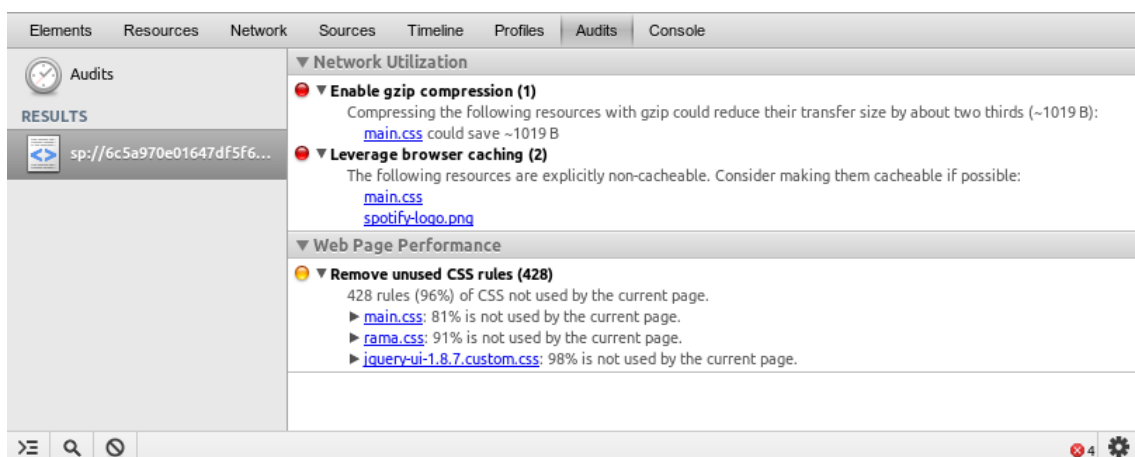 Elements Resources Network Sources Timeline Profiles Audits Console
Audits
RESULTS
sp://6c5a970e01647df5f6...
Network Utilization
Enable gzip compression (1)
Compressing the following resources with gzip could reduce their transfer size by about two thirds (~1019 B):
main.css could save ~1019 B
Leverage browser caching (2)
The following resources are explicitly non-cacheable. Consider making them cacheable if possible:
main.css
spotify-logo.png
Web Page Performance
Remove unused CSS rules (428)
428 rules (96%) of CSS not used by the current page.
main.css: 81% is not used by the current page.
rama.css: 91% is not used by the current page.
jquery-ui-1.8.7.custom.css: 98% is not used by the current page.
4